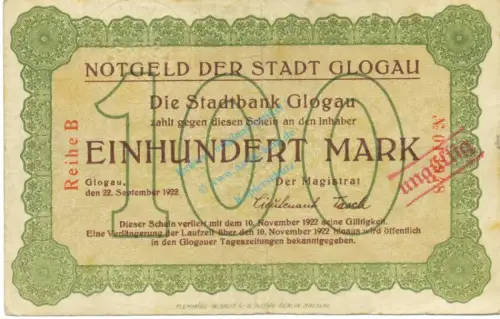 NOTGELD DER STADT GLOGAU
100
Die Stadtbank Glogau
zahlt gegen diesen Schein an den Inhaber
EINHUNDERT MARK
Glogau,
den 22. September 1922
Der Magistrat
Reihe B
ungültig
Dieser Schein verliert mit dem 10. November 1922 seine Gültigkeit.
Eine Verlängerung der Laufzeit über den 10. November 1922 hinaus wird öffentlich
in den Glogauer Tageszeitungen bekanntgegeben.